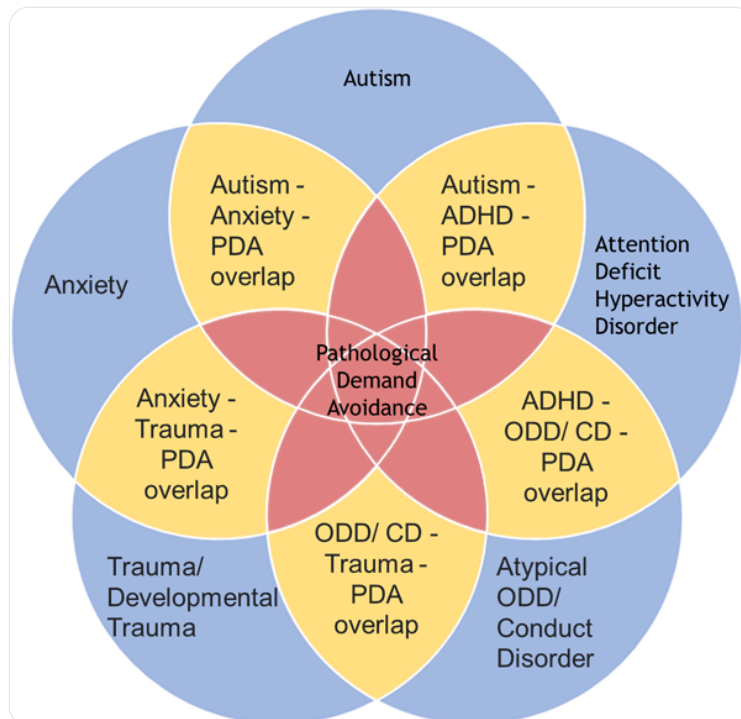 Autism
Autism -
Anxiety -
PDA
overlap
Autism -
ADHD -
PDA
overlap
Anxiety
Attention
Deficit
Hyperactivity
Disorder
Pathological
Demand
Avoidance
Anxiety -
Trauma -
PDA
overlap
ADHD -
ODD/ CD -
PDA
overlap
Trauma/
Developmental
Trauma
ODD/ CD -
Trauma -
PDA
overlap
Atypical
ODD/
Conduct
Disorder